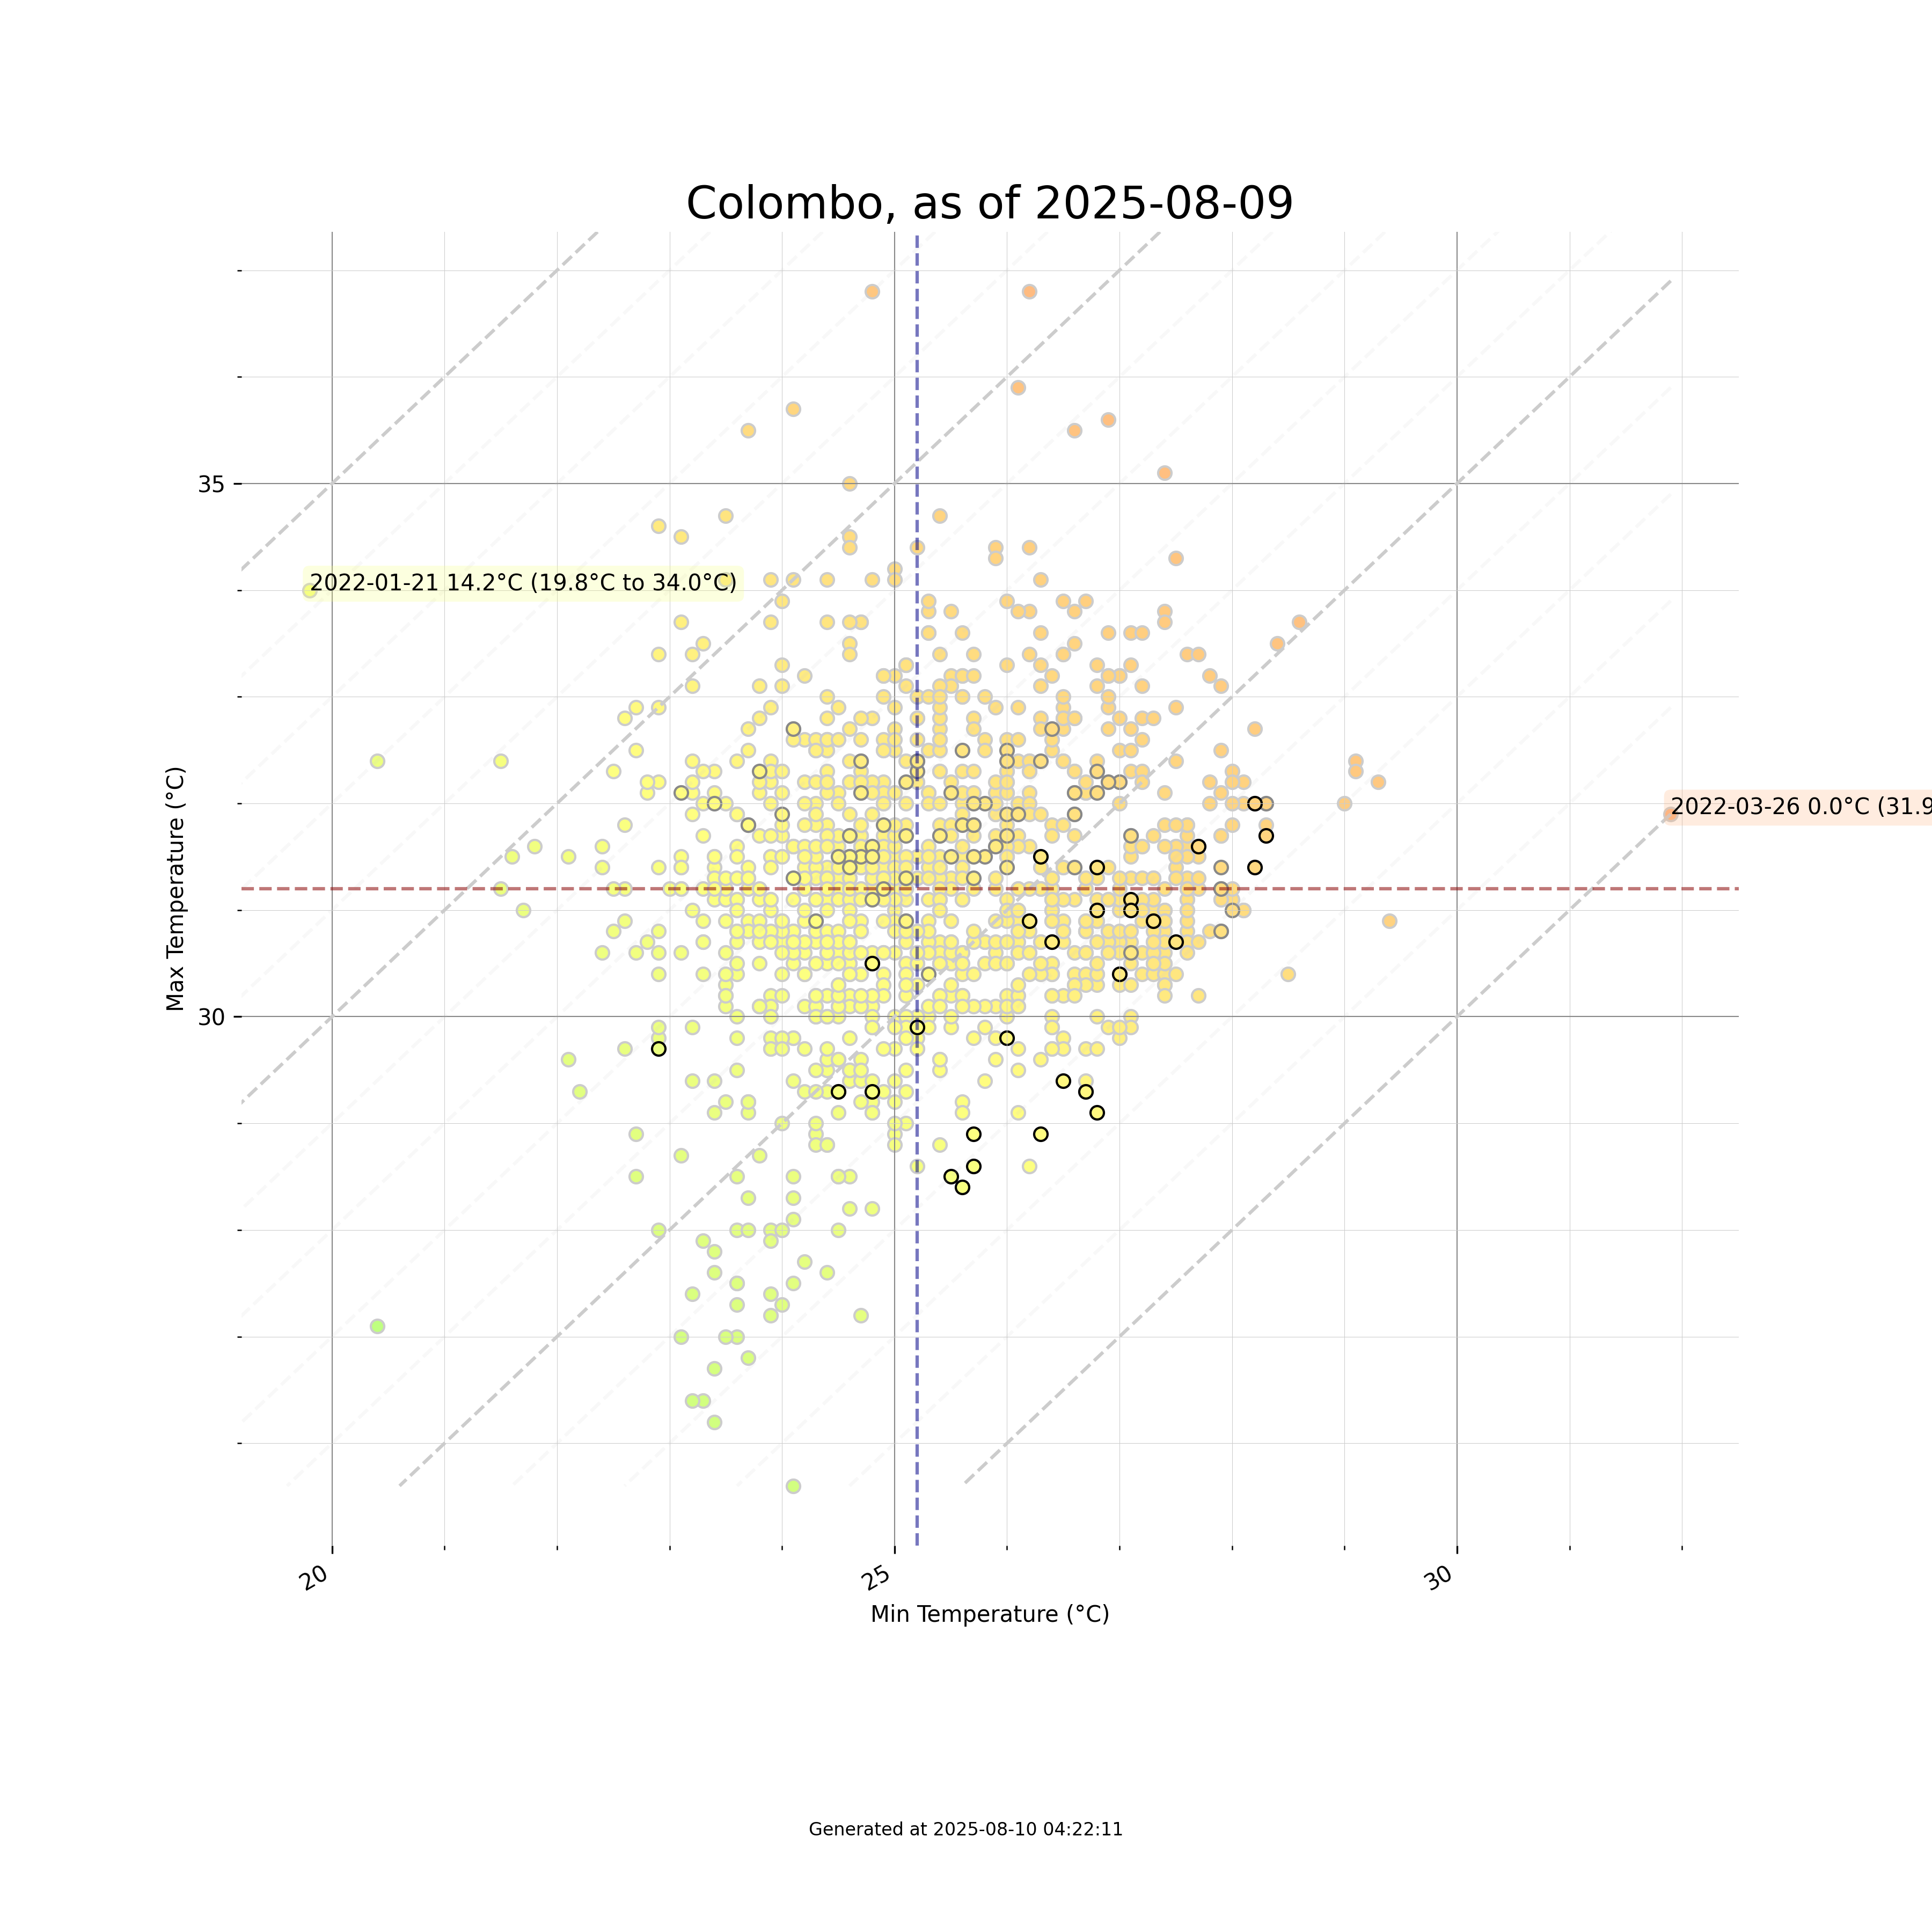 Colombo, as of 2025-08-09
35
2022-01-21 14.2°C (19.8°C to 34.0°C)
2022-03-26 0.0°C (31.9
Max Temperature (°C)
30
20
25
30
Min Temperature (°C)
Generated at 2025-08-10 04:22:11